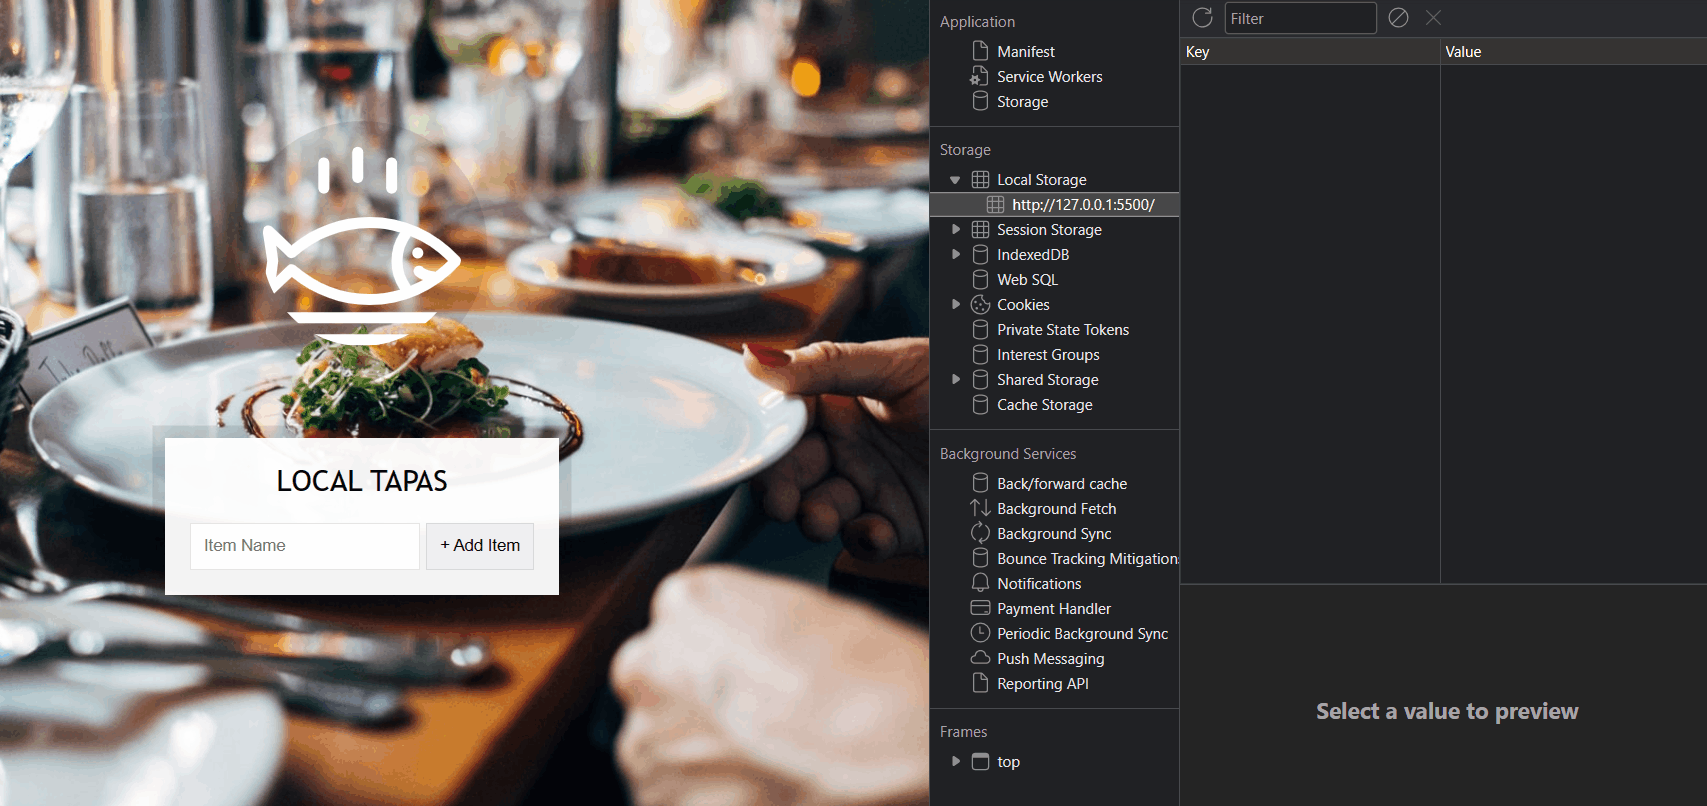 LOCAL TAPAS
Item Name
+ Add Item
Application
Manifest
Service Workers
Storage
Storage
Local Storage
http://127.0.0.1:5500/
Session Storage
IndexedDB
Web SQL
Cookies
Private State Tokens
Interest Groups
Shared Storage
Cache Storage
Background Services
Back/forward cache
Background Fetch
Background Sync
Bounce Tracking Mitigation
Notifications
Payment Handler
Periodic Background Sync
Push Messaging
Reporting API
Frames
top
Filter
Key
Value
Select a value to preview